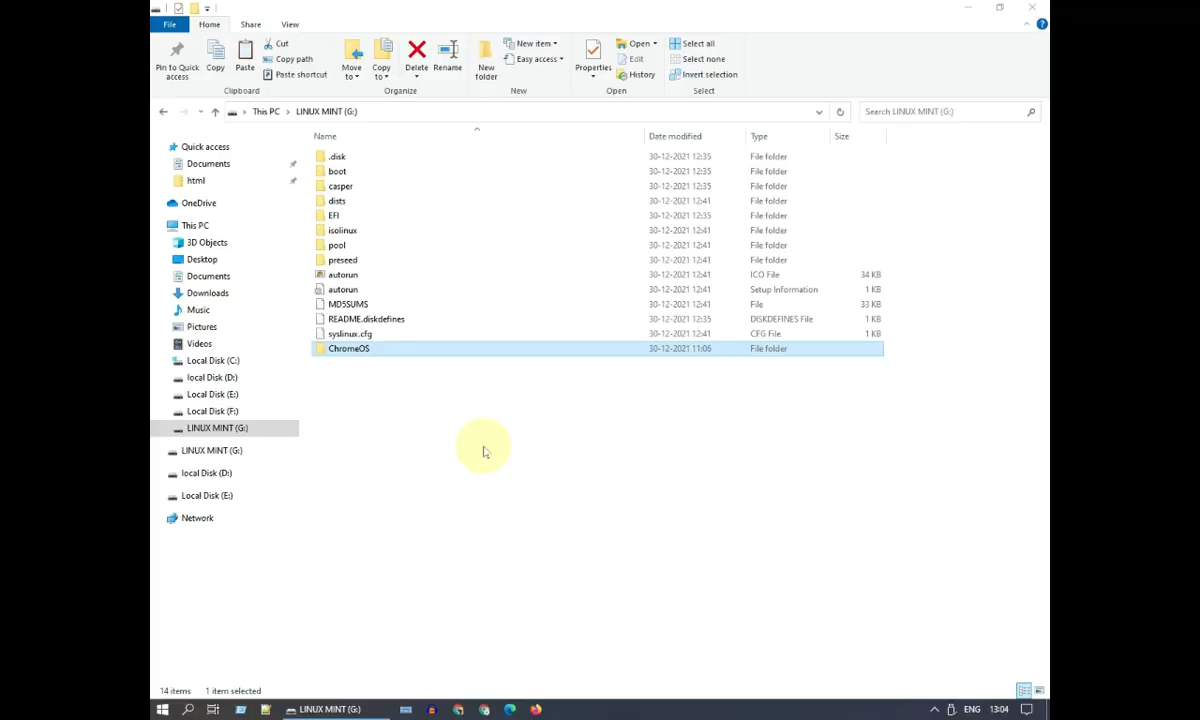 File Home Share View
Pin to Quick access
Copy
Paste
Cut
Copy path
Paste shortcut
Clipboard
Move to
Copy to
Delete
Rename
Organize
New folder
New item
Easy access
New
Properties
Open
Edit
History
Open
Select all
Select none
Invert selection
Select
This PC > LINUX MINT (G:)
Search LINUX MINT (G:)
Quick access
Documents
html
OneDrive
This PC
3D Objects
Desktop
Documents
Downloads
Music
Pictures
Videos
Local Disk (C:)
local Disk (D:)
Local Disk (E:)
Local Disk (F:)
LINUX MINT (G:)
LINUX MINT (G:)
local Disk (D:)
Local Disk (E:)
Network
Name Date modified Type Size
.disk 30-12-2021 12:35 File folder
boot 30-12-2021 12:35 File folder
casper 30-12-2021 12:35 File folder
dists 30-12-2021 12:41 File folder
EFI 30-12-2021 12:35 File folder
isolinux 30-12-2021 12:41 File folder
pool 30-12-2021 12:41 File folder
preseed 30-12-2021 12:41 File folder
autorun 30-12-2021 12:41 ICO File 34 KB
autorun 30-12-2021 12:41 Setup Information 1 KB
MD5SUMS 30-12-2021 12:41 File 33 KB
README.diskdefines 30-12-2021 12:35 DISKDEFINES File 1 KB
syslinux.cfg 30-12-2021 12:41 CFG File 1 KB
ChromeOS 30-12-2021 11:06 File folder
14 items 1 item selected
LINUX MINT (G:) ENG 13:04